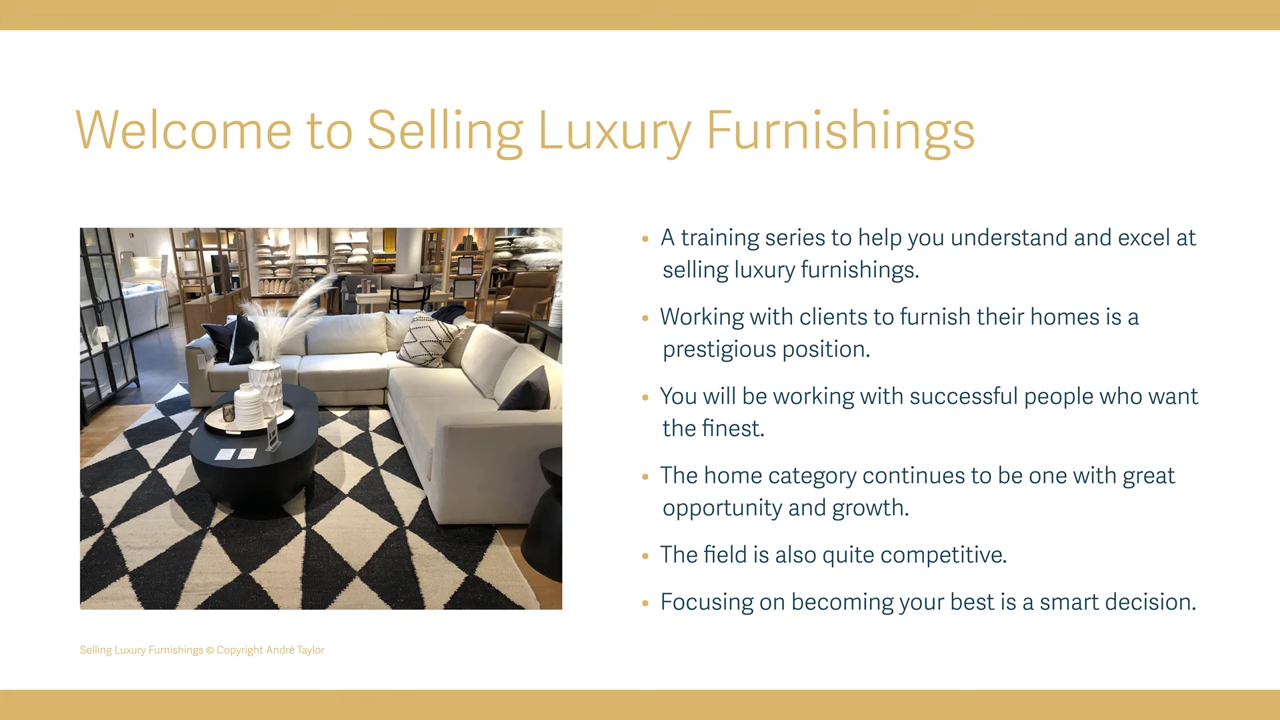 Welcome to Selling Luxury Furnishings
• A training series to help you understand and excel at
selling luxury furnishings.
• Working with clients to furnish their homes is a
prestigious position.
• You will be working with successful people who want
the finest.
• The home category continues to be one with great
opportunity and growth.
• The field is also quite competitive.
• Focusing on becoming your best is a smart decision.
Selling Luxury Furnishings © Copyright André Taylor